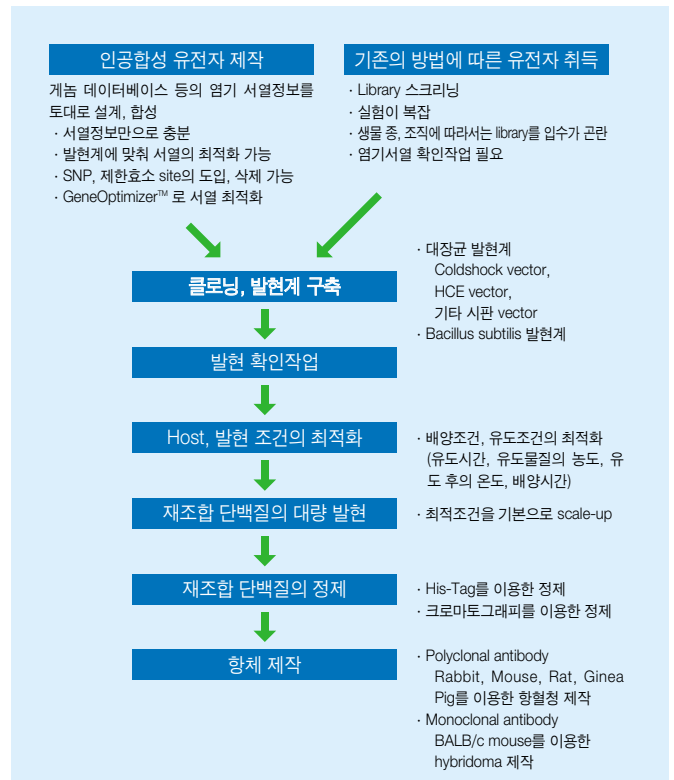 인공합성 유전자 제작
게놈 데이터베이스 등의 염기 서열정보를
토대로 설계, 합성
· 서열정보만으로 충분
· 발현계에 맞춰 서열의 최적화 가능
· SNP, 제한효소 site의 도입, 삭제 가능
· GeneOptimizer™ 로 서열 최적화
기존의 방법에 따른 유전자 취득
· Library 스크리닝
· 실험이 복잡
· 생물 종, 조직에 따라서는 library를 입수가 곤란
· 염기서열 확인작업 필요
클로닝, 발현계 구축
· 대장균 발현계
Coldshock vector,
HCE vector,
기타 시판 vector
· Bacillus subtilis 발현계
발현 확인작업
Host, 발현 조건의 최적화
· 배양조건, 유도조건의 최적화
(유도시간, 유도물질의 농도, 유
도 후의 온도, 배양시간)
재조합 단백질의 대량 발현
· 최적조건을 기본으로 scale-up
재조합 단백질의 정제
· His-Tag를 이용한 정제
· 크로마토그래피를 이용한 정제
항체 제작
· Polyclonal antibody
Rabbit, Mouse, Rat, Ginea
Pig를 이용한 항혈청 제작
· Monoclonal antibody
BALB/c mouse를 이용한
hybridoma 제작